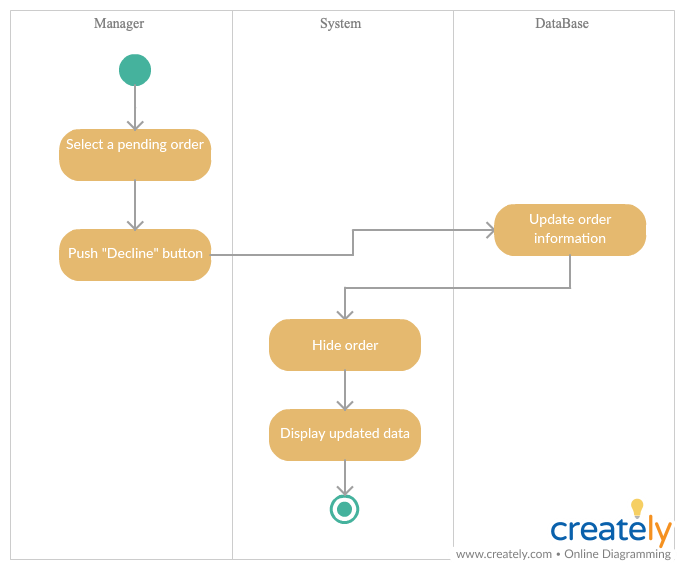 Manager
System
DataBase
Select a pending order
Push "Decline" button
Update order
information
Hide order
Display updated data
creately
www.creately.com • Online Diagramming